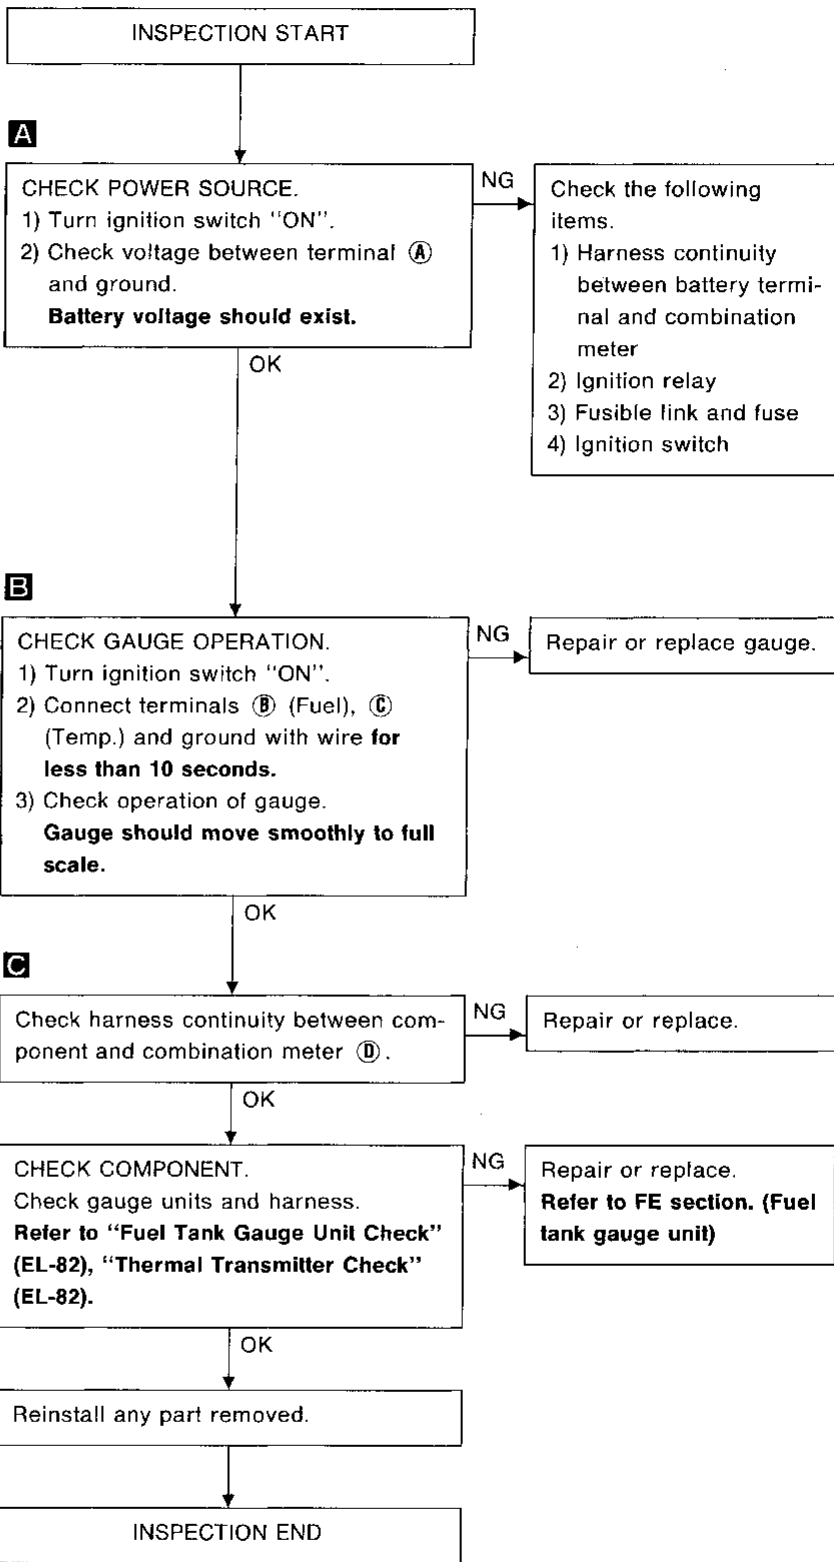 INSPECTION START
A
CHECK POWER SOURCE.
1) Turn ignition switch "ON".
2) Check voltage between terminal Ⓐ
and ground.
Battery voltage should exist.
NG
Check the following
items.
1) Harness continuity
between battery termi-
nal and combination
meter
2) Ignition relay
3) Fusible link and fuse
4) Ignition switch
OK
B
CHECK GAUGE OPERATION.
1) Turn ignition switch "ON".
2) Connect terminals Ⓑ (Fuel), Ⓒ
(Temp.) and ground with wire for
less than 10 seconds.
3) Check operation of gauge.
Gauge should move smoothly to full
scale.
NG
Repair or replace gauge.
OK
C
Check harness continuity between com-
ponent and combination meter Ⓓ.
NG
Repair or replace.
OK
CHECK COMPONENT.
Check gauge units and harness.
Refer to "Fuel Tank Gauge Unit Check"
(EL-82), "Thermal Transmitter Check"
(EL-82).
NG
Repair or replace.
Refer to FE section. (Fuel
tank gauge unit)
OK
Reinstall any part removed.
INSPECTION END